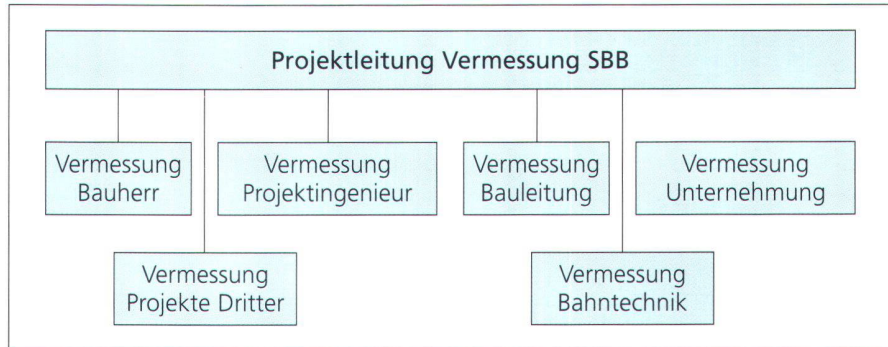 Projektleitung Vermessung SBB
Vermessung
Bauherr
Vermessung
Projektingenieur
Vermessung
Bauleitung
Vermessung
Unternehmung
Vermessung
Projekte Dritter
Vermessung
Bahntechnik